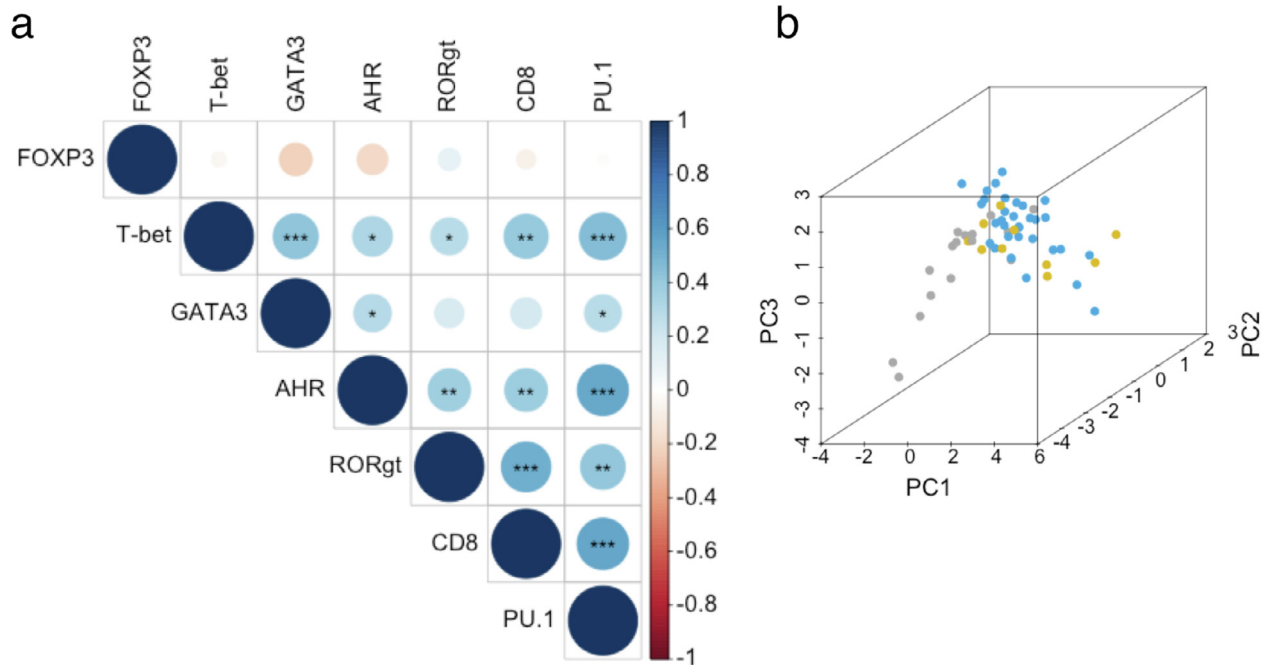 a
b
FOXP3
T-bet
GATA3
AHR
RORgt
CD8
PU.1
FOXP3
T-bet
*** * * ** ***
GATA3
* *
AHR
** ** ***
RORgt
*** **
CD8
***
PU.1
1
0.8
0.6
0.4
0.2
0
-0.2
-0.4
-0.6
-0.8
-1
PC3
3
2
1
0
-1
-2
-3
-4
-4 -2 0 2 4 6
PC1
-4
-3
-2
-1
0
1
2
3
PC2